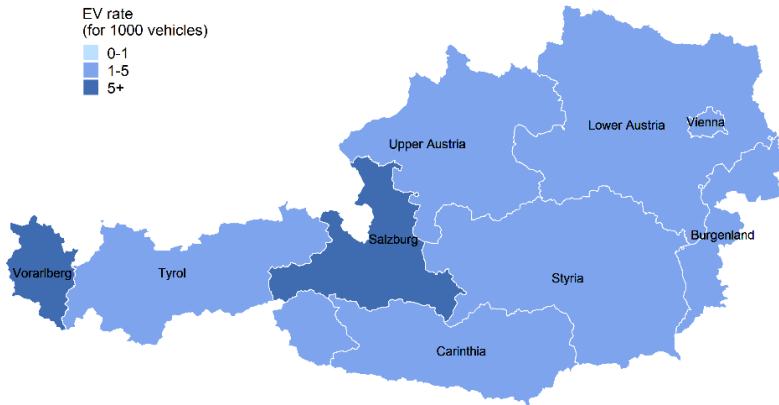 EV rate
(for 1000 vehicles)
0-1
1-5
5+
Vienna
Lower Austria
Upper Austria
Burgenland
Salzburg
Vorarlberg
Tyrol
Styria
Carinthia